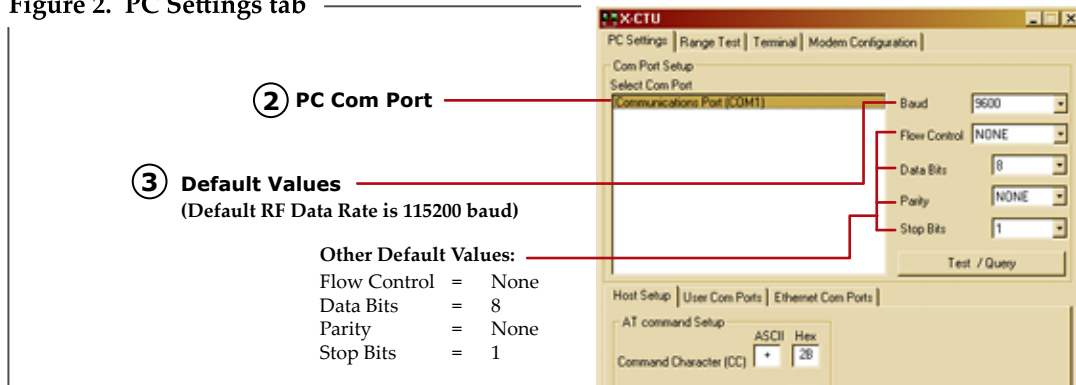 Figure 2. PC Settings tab
X-CTU
PC Settings Range Test Terminal Modem Configuration
Com Port Setup
Select Com Port
Communications Port (COM1)
2 PC Com Port
Baud 9600
Flow Control NONE
Data Bits 8
Parity NONE
Stop Bits 1
Test / Query
3 Default Values
(Default RF Data Rate is 115200 baud)
Other Default Values:
Flow Control = None
Data Bits = 8
Parity = None
Stop Bits = 1
Host Setup User Com Ports Ethernet Com Ports
AT command Setup
ASCII Hex
Command Character (CC) + 2B